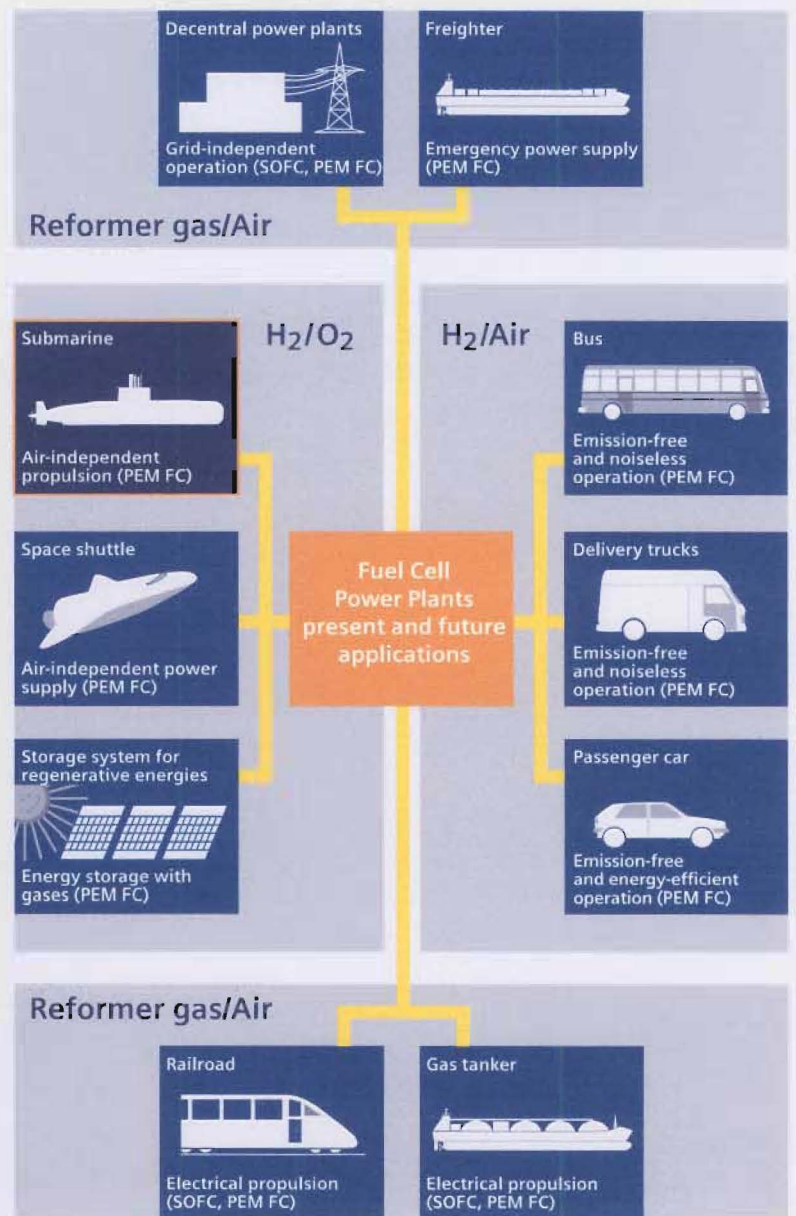 Decentral power plants
Grid-independent
operation (SOFC, PEM FC)
Freighter
Emergency power supply
(PEM FC)
Reformer gas/Air
H2/O2
Submarine
Air-independent
propulsion (PEM FC)
Space shuttle
Air-independent power
supply (PEM FC)
Storage system for
regenerative energies
Energy storage with
gases (PEM FC)
Fuel Cell
Power Plants
present and future
applications
H2/Air
Bus
Emission-free
and noiseless
operation (PEM FC)
Delivery trucks
Emission-free
and noiseless
operation (PEM FC)
Passenger car
Emission-free
and energy-efficient
operation (PEM FC)
Reformer gas/Air
Railroad
Electrical propulsion
(SOFC, PEM FC)
Gas tanker
Electrical propulsion
(SOFC, PEM FC)